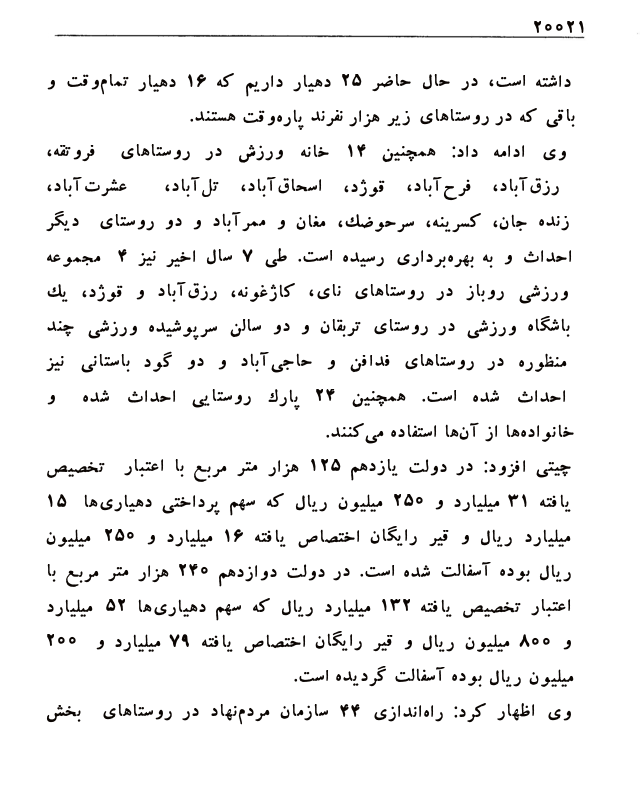 ۲۰۰۲۱
داشته است، در حال حاضر ۲۵ دهیار داریم که ۱۶ دهیار تمام‌وقت و
باقی که در روستاهای زیر هزار نفرند پاره‌وقت هستند.
وی ادامه داد: همچنین ۱۴ خانه ورزش در روستاهای فروتقه،
رزق‌آباد، فرح‌آباد، قوژد، اسحاق‌آباد، تل‌آباد، عشرت‌آباد،
زنده جان، کسرینه، سرحوضك، مغان و ممرآباد و دو روستای دیگر
احداث و به بهره‌برداری رسیده است. طی ۷ سال اخیر نیز ۴ مجموعه
ورزشی روباز در روستاهای نای، کاژغونه، رزق‌آباد و قوژد، يك
باشگاه ورزشی در روستای تربقان و دو سالن سرپوشیده ورزشی چند
منظوره در روستاهای فدافن و حاجی‌آباد و دو گود باستانی نیز
احداث شده است. همچنین ۲۴ پارك روستایی احداث شده و
خانواده‌ها از آن‌ها استفاده می‌کنند.
چیتی افزود: در دولت یازدهم ۱۲۵ هزار متر مربع با اعتبار تخصیص
یافته ۳۱ میلیارد و ۲۵۰ میلیون ریال که سهم پرداختی دهیاری‌ها ۱۵
میلیارد ریال و قیر رایگان اختصاص یافته ۱۶ میلیارد و ۲۵۰ میلیون
ریال بوده آسفالت شده است. در دولت دوازدهم ۲۴۰ هزار متر مربع با
اعتبار تخصیص یافته ۱۳۲ میلیارد ریال که سهم دهیاری‌ها ۵۲ میلیارد
و ۸۰۰ میلیون ریال و قیر رایگان اختصاص یافته ۷۹ میلیارد و ۲۰۰
میلیون ریال بوده آسفالت گردیده است.
وی اظهار کرد: راه‌اندازی ۴۴ سازمان مردم‌نهاد در روستاهای بخش